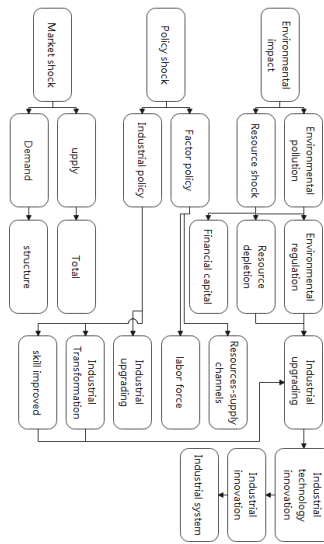 Market shock
Policy shock
Environmental
impact
Demand
upply
Industrial policy
Factor policy
Resource shock
Environmental
pollution
structure
Total
Financial capital
Resource
depletion
Environmental
regulation
skill improved
Industrial
Transformation
Industrial
upgrading
labor force
Resources-supply
channels
Industrial
upgrading
Industrial system
Industrial
innovation
Industrial
technology
innovation